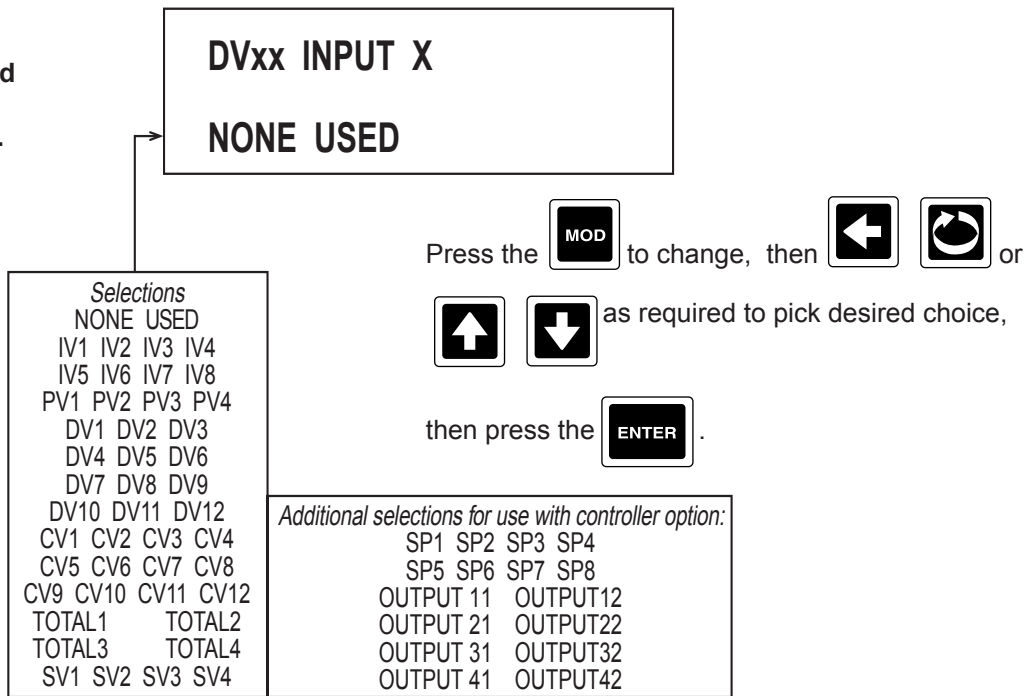 d
.
DVxx INPUT X
NONE USED
Press the MOD to change, then or
as required to pick desired choice,
then press the ENTER .
Selections
NONE USED
IV1 IV2 IV3 IV4
IV5 IV6 IV7 IV8
PV1 PV2 PV3 PV4
DV1 DV2 DV3
DV4 DV5 DV6
DV7 DV8 DV9
DV10 DV11 DV12
CV1 CV2 CV3 CV4
CV5 CV6 CV7 CV8
CV9 CV10 CV11 CV12
TOTAL1 TOTAL2
TOTAL3 TOTAL4
SV1 SV2 SV3 SV4
Additional selections for use with controller option:
SP1 SP2 SP3 SP4
SP5 SP6 SP7 SP8
OUTPUT 11 OUTPUT12
OUTPUT 21 OUTPUT22
OUTPUT 31 OUTPUT32
OUTPUT 41 OUTPUT42